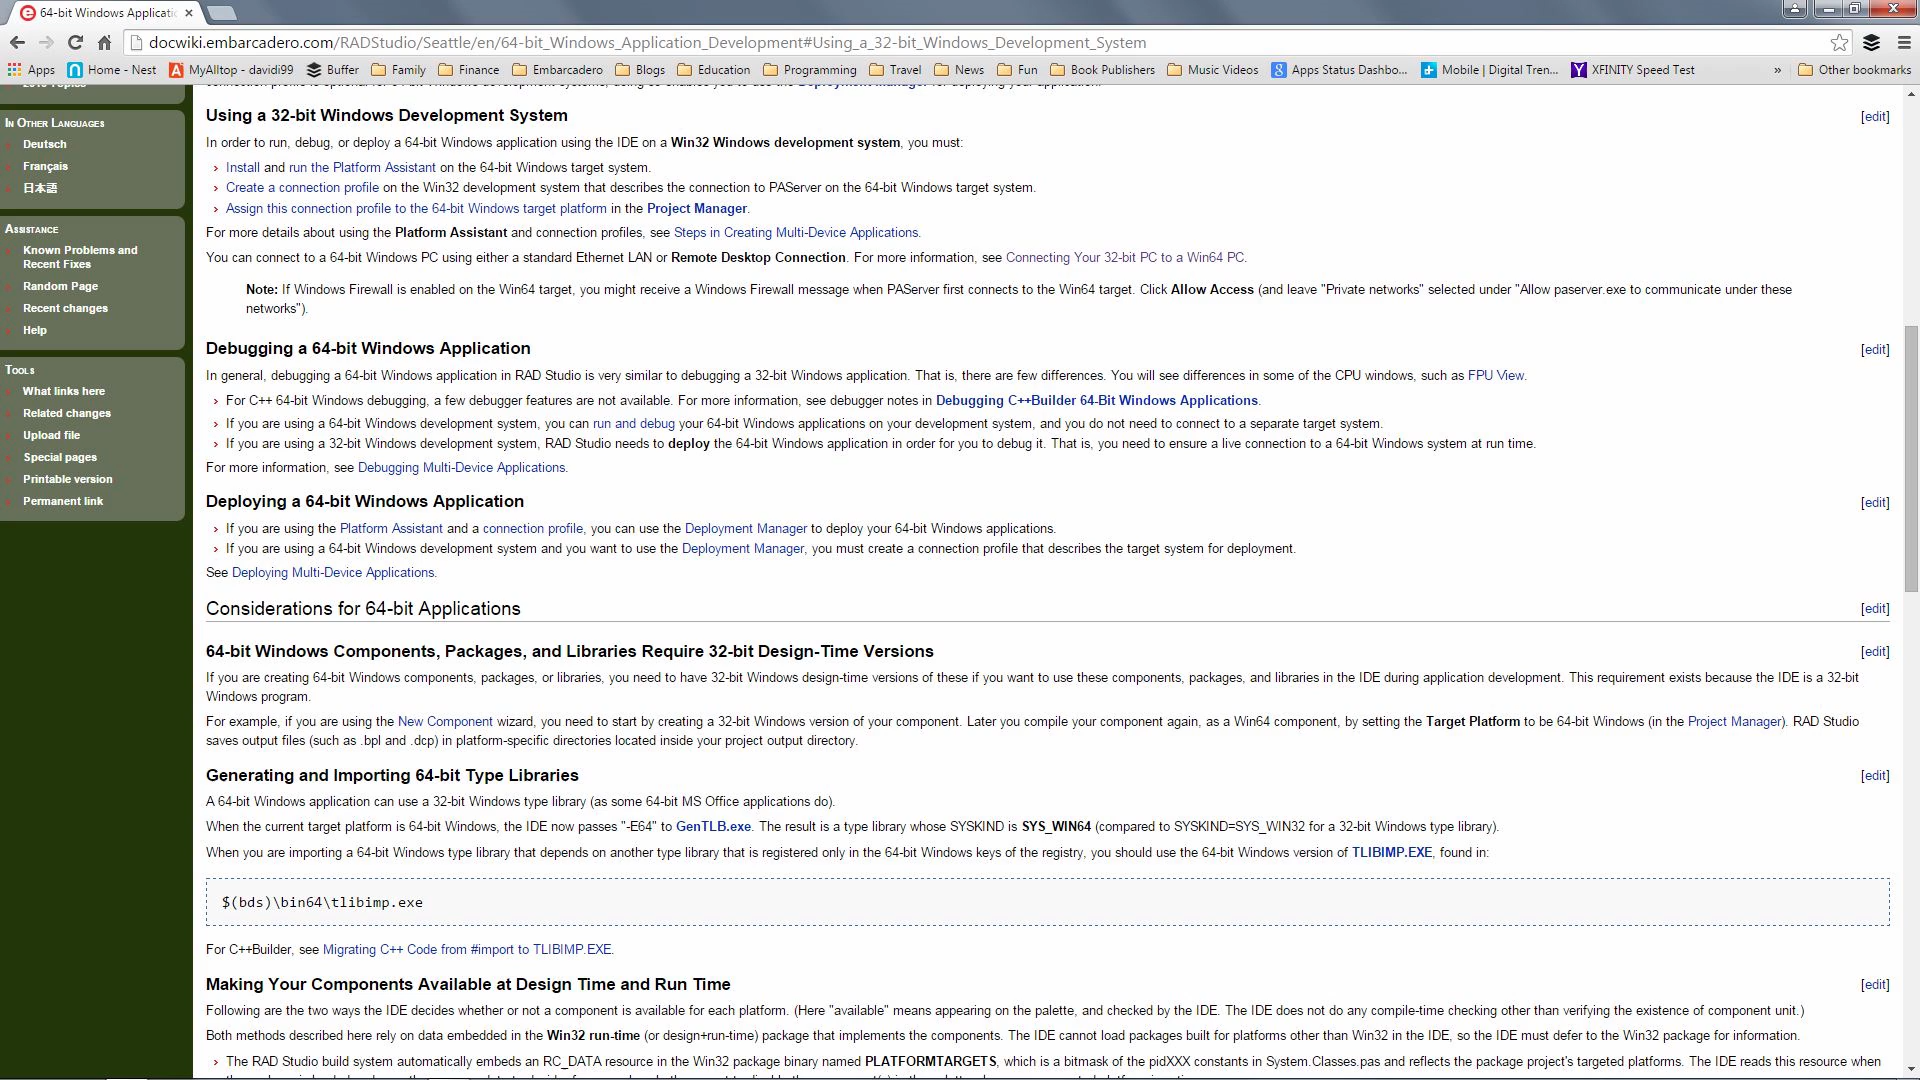 64-bit Windows Applicatio
docwiki.embarcadero.com/RADStudio/Seattle/en/64-bit_Windows_Application_Development#Using_a_32-bit_Windows_Development_System
Apps Home - Nest MyAlltop - davidi99 Buffer Family Finance Embarcadero Blogs Education Programming Travel News Fun Book Publishers Music Videos Apps Status Dashbo... Mobile | Digital Tren... XFINITY Speed Test » Other bookmarks
In Other Languages
Deutsch
Français
日本語
Assistance
Known Problems and
Recent Fixes
Random Page
Recent changes
Help
Tools
What links here
Related changes
Upload file
Special pages
Printable version
Permanent link
Using a 32-bit Windows Development System [edit]
In order to run, debug, or deploy a 64-bit Windows application using the IDE on a Win32 Windows development system, you must:
› Install and run the Platform Assistant on the 64-bit Windows target system.
› Create a connection profile on the Win32 development system that describes the connection to PAServer on the 64-bit Windows target system.
› Assign this connection profile to the 64-bit Windows target platform in the Project Manager.
For more details about using the Platform Assistant and connection profiles, see Steps in Creating Multi-Device Applications.
You can connect to a 64-bit Windows PC using either a standard Ethernet LAN or Remote Desktop Connection. For more information, see Connecting Your 32-bit PC to a Win64 PC.
Note: If Windows Firewall is enabled on the Win64 target, you might receive a Windows Firewall message when PAServer first connects to the Win64 target. Click Allow Access (and leave "Private networks" selected under "Allow paserver.exe to communicate under these
networks").
Debugging a 64-bit Windows Application [edit]
In general, debugging a 64-bit Windows application in RAD Studio is very similar to debugging a 32-bit Windows application. That is, there are few differences. You will see differences in some of the CPU windows, such as FPU View.
› For C++ 64-bit Windows debugging, a few debugger features are not available. For more information, see debugger notes in Debugging C++Builder 64-Bit Windows Applications.
› If you are using a 64-bit Windows development system, you can run and debug your 64-bit Windows applications on your development system, and you do not need to connect to a separate target system.
› If you are using a 32-bit Windows development system, RAD Studio needs to deploy the 64-bit Windows application in order for you to debug it. That is, you need to ensure a live connection to a 64-bit Windows system at run time.
For more information, see Debugging Multi-Device Applications.
Deploying a 64-bit Windows Application [edit]
› If you are using the Platform Assistant and a connection profile, you can use the Deployment Manager to deploy your 64-bit Windows applications.
› If you are using a 64-bit Windows development system and you want to use the Deployment Manager, you must create a connection profile that describes the target system for deployment.
See Deploying Multi-Device Applications.
Considerations for 64-bit Applications [edit]
64-bit Windows Components, Packages, and Libraries Require 32-bit Design-Time Versions [edit]
If you are creating 64-bit Windows components, packages, or libraries, you need to have 32-bit Windows design-time versions of these if you want to use these components, packages, and libraries in the IDE during application development. This requirement exists because the IDE is a 32-bit
Windows program.
For example, if you are using the New Component wizard, you need to start by creating a 32-bit Windows version of your component. Later you compile your component again, as a Win64 component, by setting the Target Platform to be 64-bit Windows (in the Project Manager). RAD Studio
saves output files (such as .bpl and .dcp) in platform-specific directories located inside your project output directory.
Generating and Importing 64-bit Type Libraries [edit]
A 64-bit Windows application can use a 32-bit Windows type library (as some 64-bit MS Office applications do).
When the current target platform is 64-bit Windows, the IDE now passes "-E64" to GenTLB.exe. The result is a type library whose SYSKIND is SYS_WIN64 (compared to SYSKIND=SYS_WIN32 for a 32-bit Windows type library).
When you are importing a 64-bit Windows type library that depends on another type library that is registered only in the 64-bit Windows keys of the registry, you should use the 64-bit Windows version of TLIBIMP.EXE, found in:
$(bds)\bin64\tlibimp.exe
For C++Builder, see Migrating C++ Code from #import to TLIBIMP.EXE.
Making Your Components Available at Design Time and Run Time [edit]
Following are the two ways the IDE decides whether or not a component is available for each platform. (Here "available" means appearing on the palette, and checked by the IDE. The IDE does not do any compile-time checking other than verifying the existence of component unit.)
Both methods described here rely on data embedded in the Win32 run-time (or design+run-time) package that implements the components. The IDE cannot load packages built for platforms other than Win32 in the IDE, so the IDE must defer to the Win32 package for information.
› The RAD Studio build system automatically embeds an RC_DATA resource in the Win32 package binary named PLATFORMTARGETS, which is a bitmask of the pidXXX constants in System.Classes.pas and reflects the package project's targeted platforms. The IDE reads this resource when